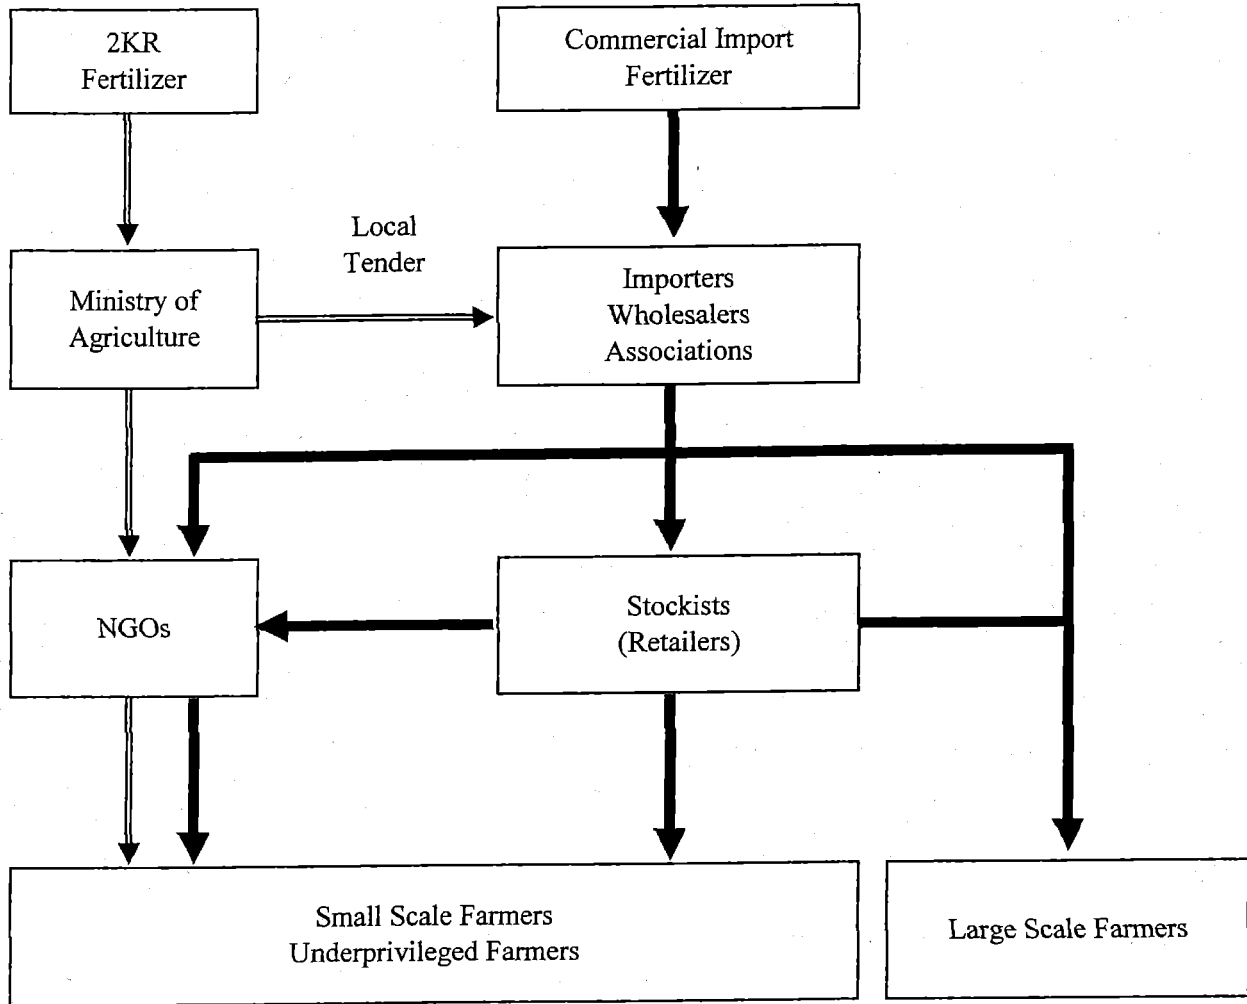 2KR
Fertilizer
Commercial Import
Fertilizer
Local
Tender
Ministry of
Agriculture
Importers
Wholesalers
Associations
NGOs
Stockists
(Retailers)
Small Scale Farmers
Underprivileged Farmers
Large Scale Farmers